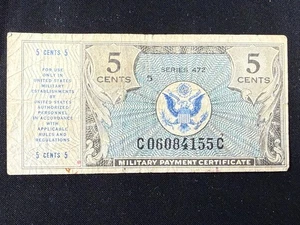 5 CENTS 5
FOR USE
ONLY IN
UNITED STATES
MILITARY
ESTABLISHMENTS
BY UNITED STATES
AUTHORIZED
PERSONNEL
IN ACCORDANCE
WITH
APPLICABLE
RULES AND
REGULATIONS
5 CENTS 5
5
CENTS
SERIES 472
5
5
CENTS
C06084155C
MILITARY PAYMENT CERTIFICATE